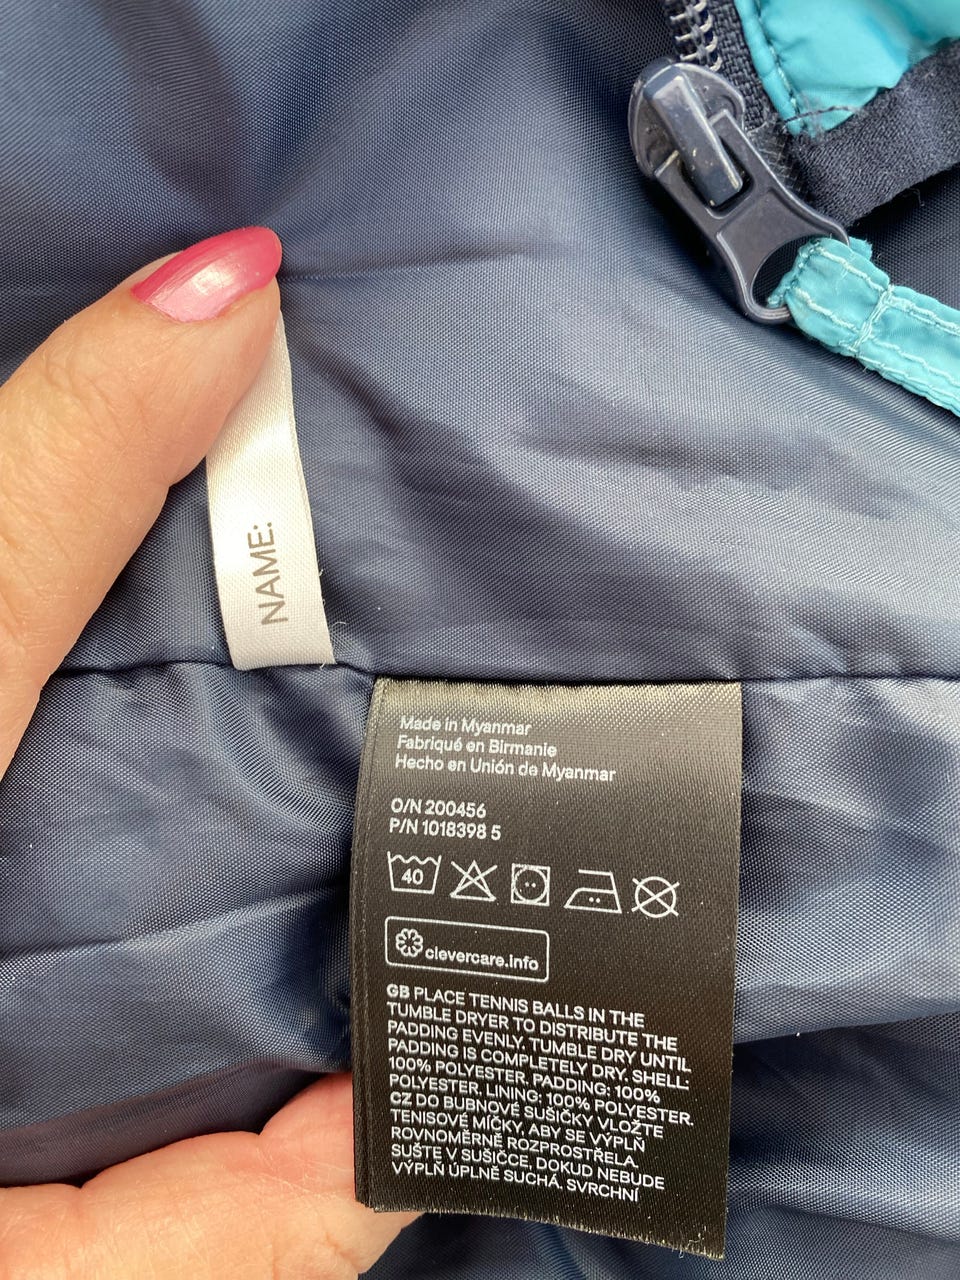 NAME:
Made in Myanmar
Fabriqué en Birmanie
Hecho en Unión de Myanmar
O/N 200456
P/N 1018398 5
40
clevercare.info
GB PLACE TENNIS BALLS IN THE
TUMBLE DRYER TO DISTRIBUTE THE
PADDING EVENLY. TUMBLE DRY UNTIL
PADDING IS COMPLETELY DRY. SHELL:
100% POLYESTER. PADDING: 100%
POLYESTER. LINING: 100% POLYESTER.
CZ DO BUBNOVÉ SUŠIČKY VLOŽTE
TENISOVÉ MÍČKY, ABY SE VÝPLŇ
ROVNOMĚRNĚ ROZPROSTŘELA.
SUŠTE V SUŠIČCE, DOKUD NEBUDE
VÝPLŇ ÚPLNĚ SUCHÁ. SVRCHNÍ